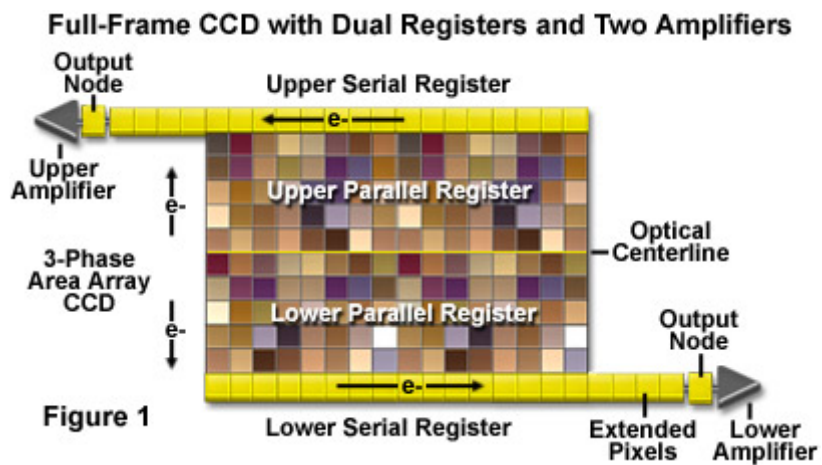 Full-Frame CCD with Dual Registers and Two Amplifiers
Output
Node
Upper Serial Register
e-
Upper
Amplifier
e-
Upper Parallel Register
Optical
Centerline
3-Phase
Area Array
CCD
e-
Lower Parallel Register
Output
Node
e-
Figure 1
Lower Serial Register
Extended
Pixels
Lower
Amplifier